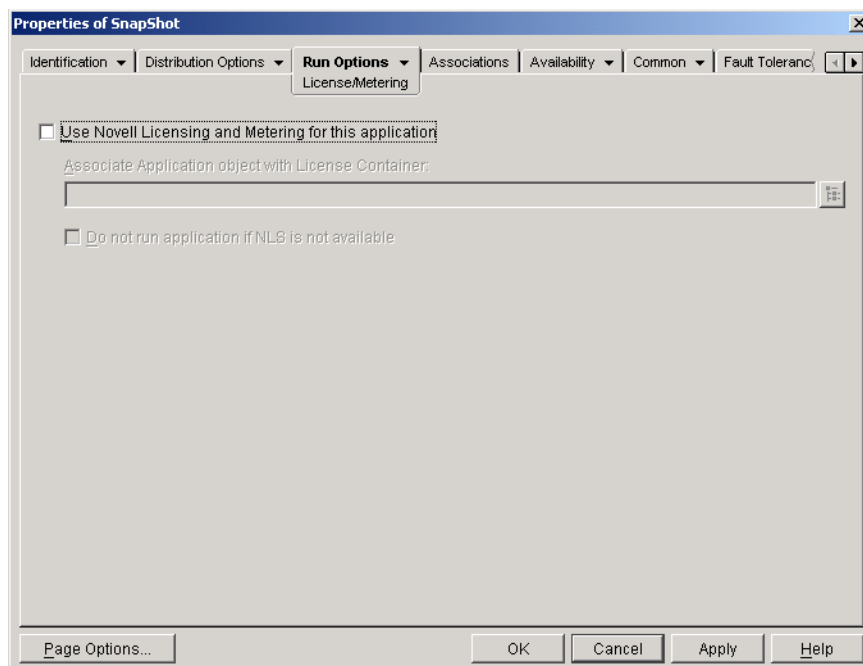 Properties of SnapShot
Identification Distribution Options Run Options Associations Availability Common Fault Toleranc
License/Metering
Use Novell Licensing and Metering for this application
Associate Application object with License Container:
Do not run application if NLS is not available
Page Options... OK Cancel Apply Help